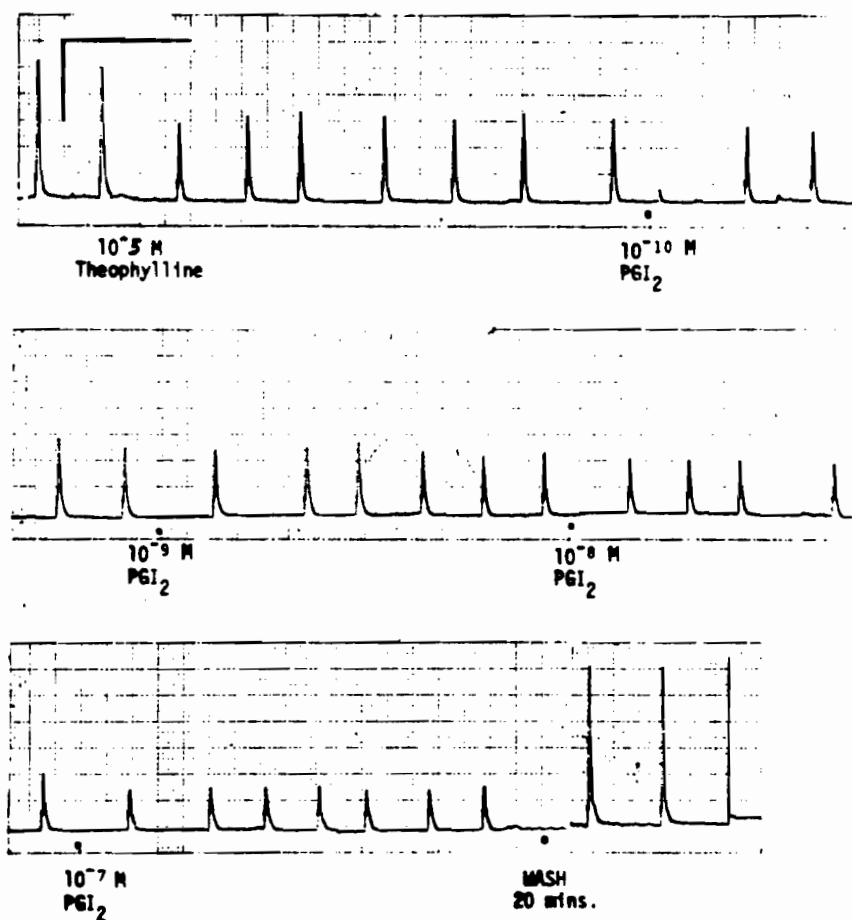 10⁻⁵ M
Theophylline
10⁻¹⁰ M
PGI₂
10⁻⁹ M
PGI₂
10⁻⁸ M
PGI₂
10⁻⁷ M
PGI₂
WASH
20 mins.